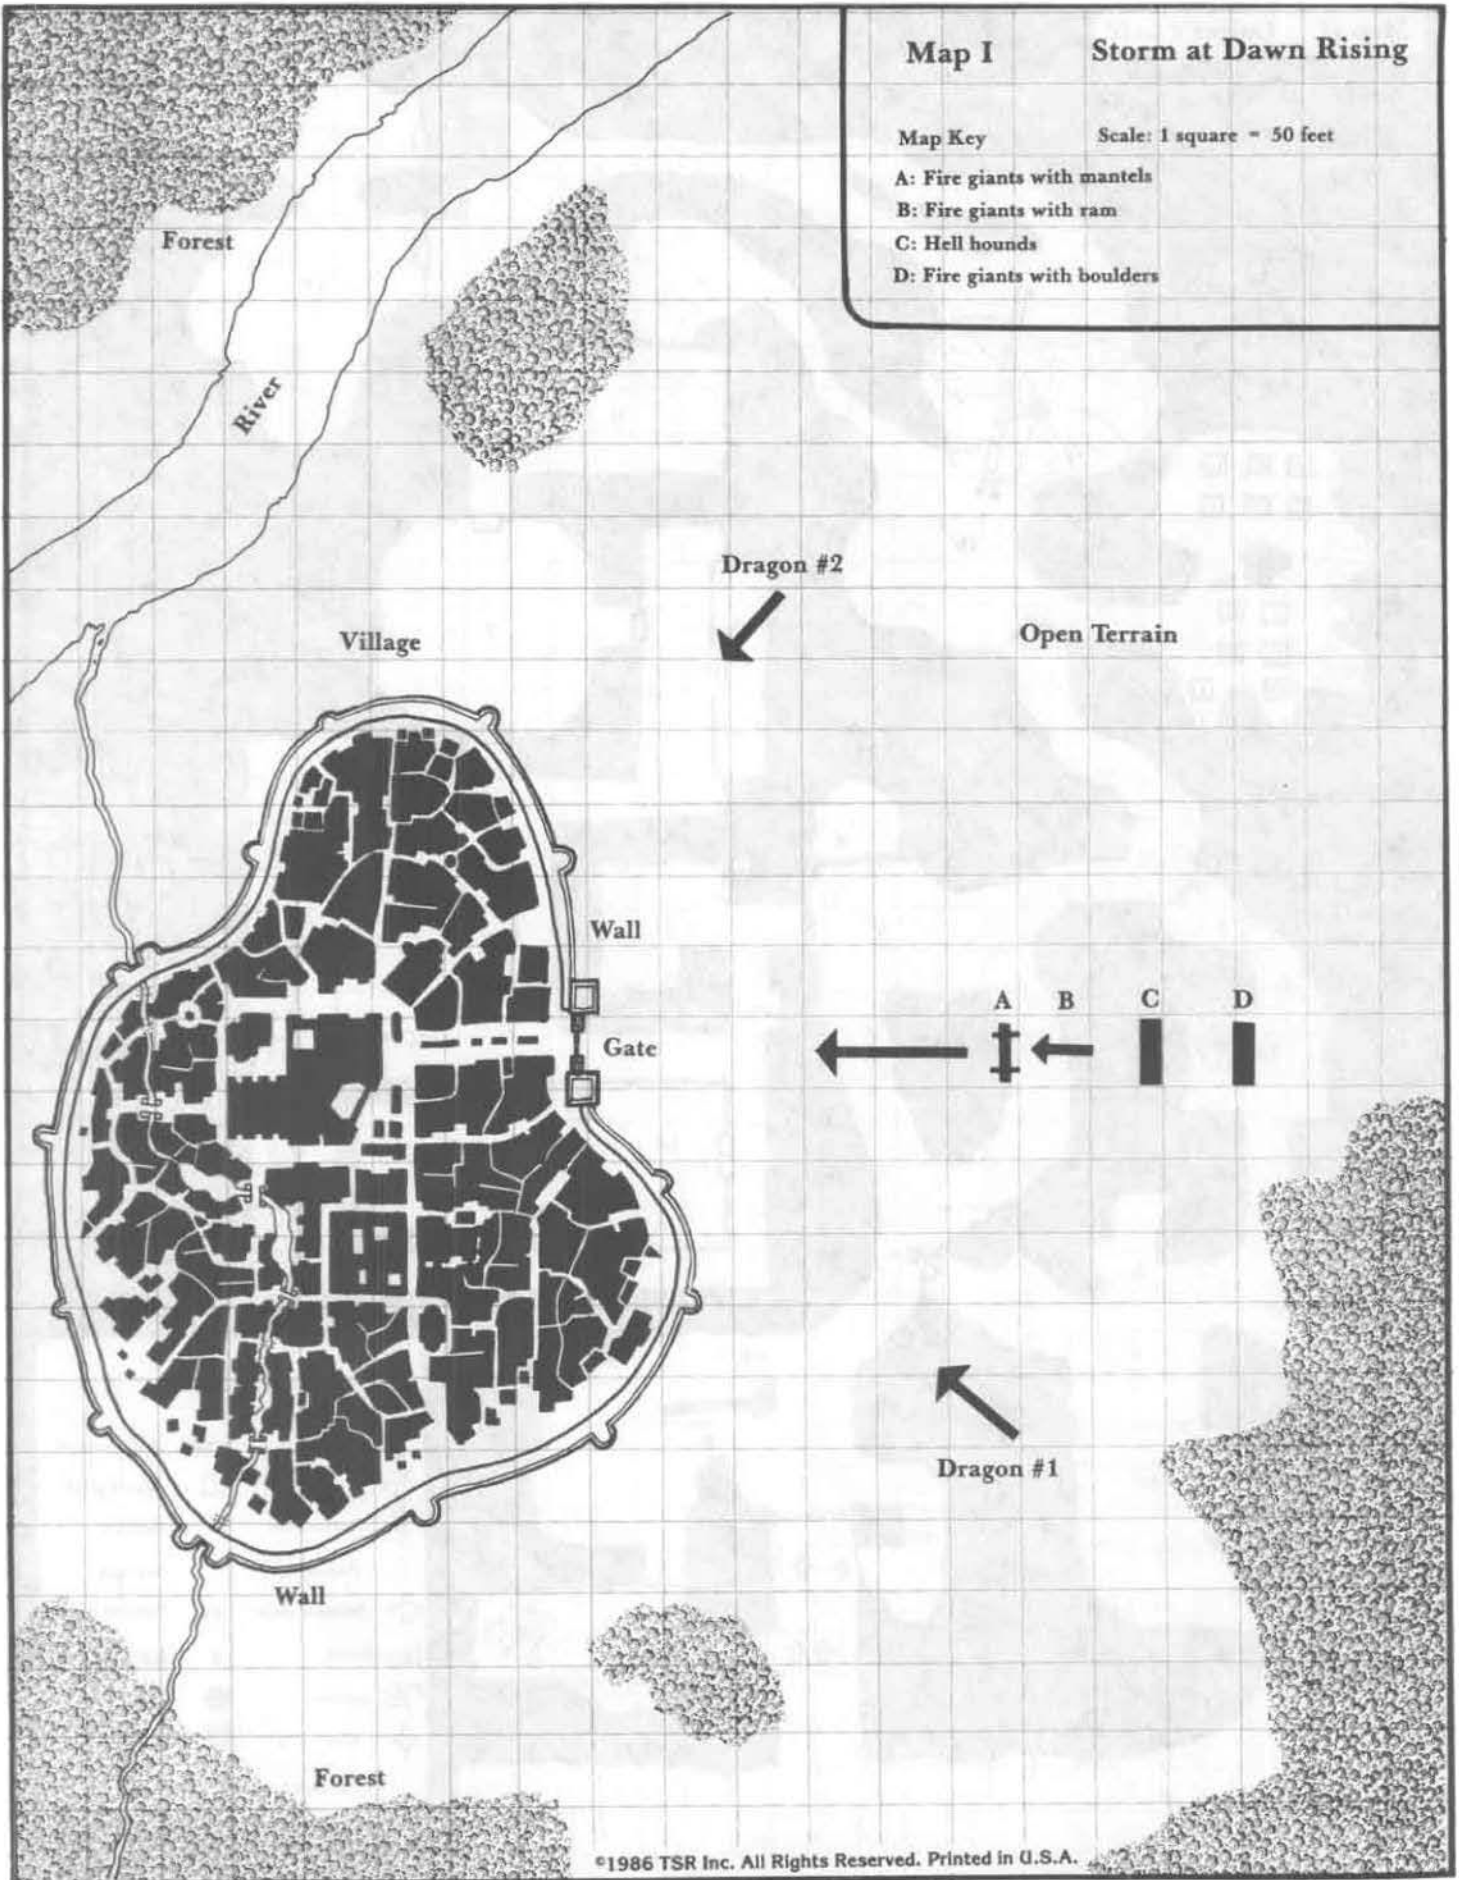 Map I Storm at Dawn Rising
Map Key Scale: 1 square = 50 feet
A: Fire giants with mantels
B: Fire giants with ram
C: Hell hounds
D: Fire giants with boulders
Forest
River
Dragon #2
Village
Open Terrain
Wall
A B C D
Gate
Dragon #1
Wall
Forest
©1986 TSR Inc. All Rights Reserved. Printed in U.S.A.